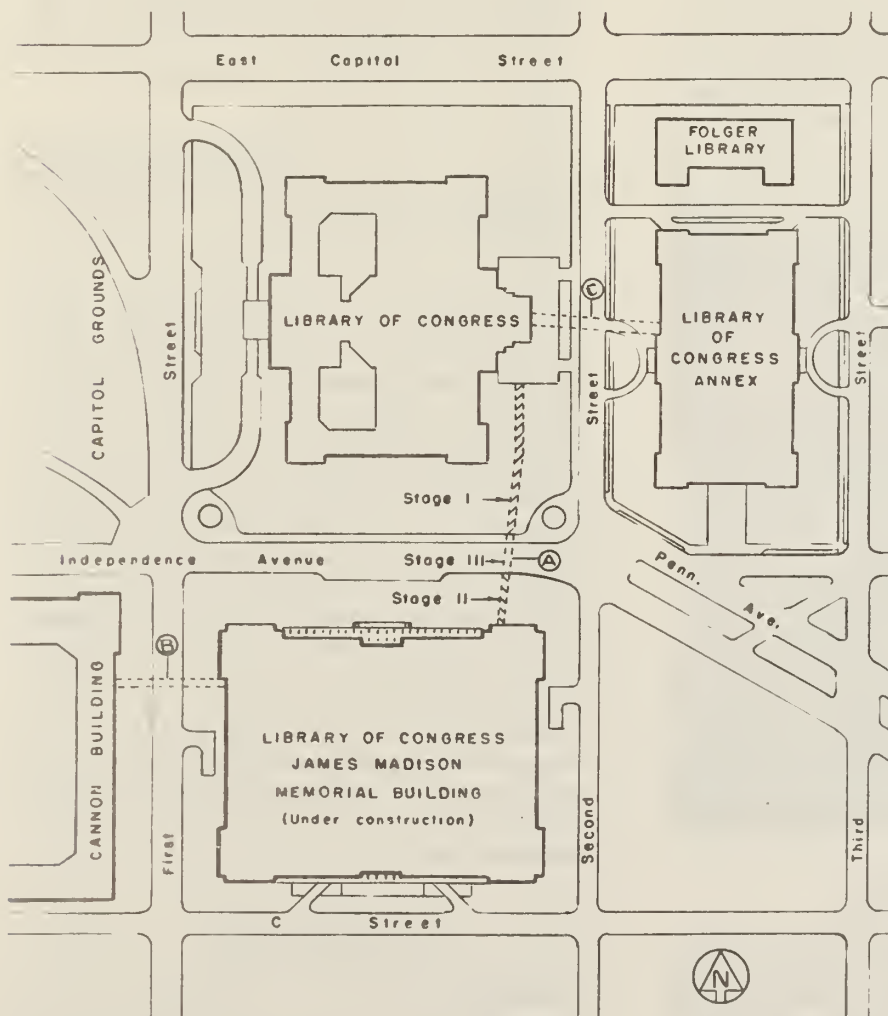 East Capitol Street
FOLGER
LIBRARY
CAPITOL GROUNDS
Street
LIBRARY OF CONGRESS
C
LIBRARY
OF
CONGRESS
ANNEX
Street
Street
Stage I
Independence Avenue
Stage III
A
Penn. Ave.
Stage II
B
CANNON BUILDING
LIBRARY OF CONGRESS
JAMES MADISON
MEMORIAL BUILDING
(Under construction)
First
Second
Third
C Street
N